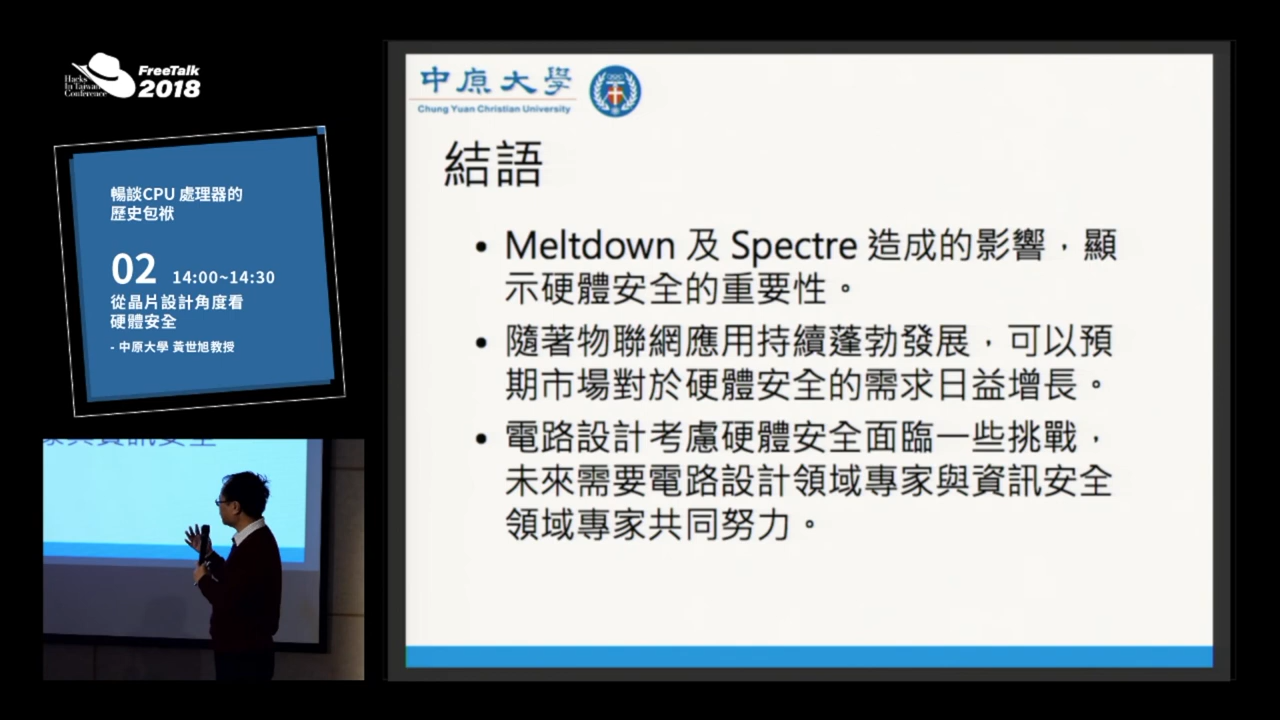 Hacks
In Taiwan
Conference
FreeTalk
2018
暢談CPU 處理器的
歷史包袱
02 14:00~14:30
從晶片設計角度看
硬體安全
- 中原大學 黃世旭教授
中原大學
Chung Yuan Christian University
結語
• Meltdown 及 Spectre 造成的影響，顯
示硬體安全的重要性。
• 隨著物聯網應用持續蓬勃發展，可以預
期市場對於硬體安全的需求日益增長。
• 電路設計考慮硬體安全面臨一些挑戰，
未來需要電路設計領域專家與資訊安全
領域專家共同努力。